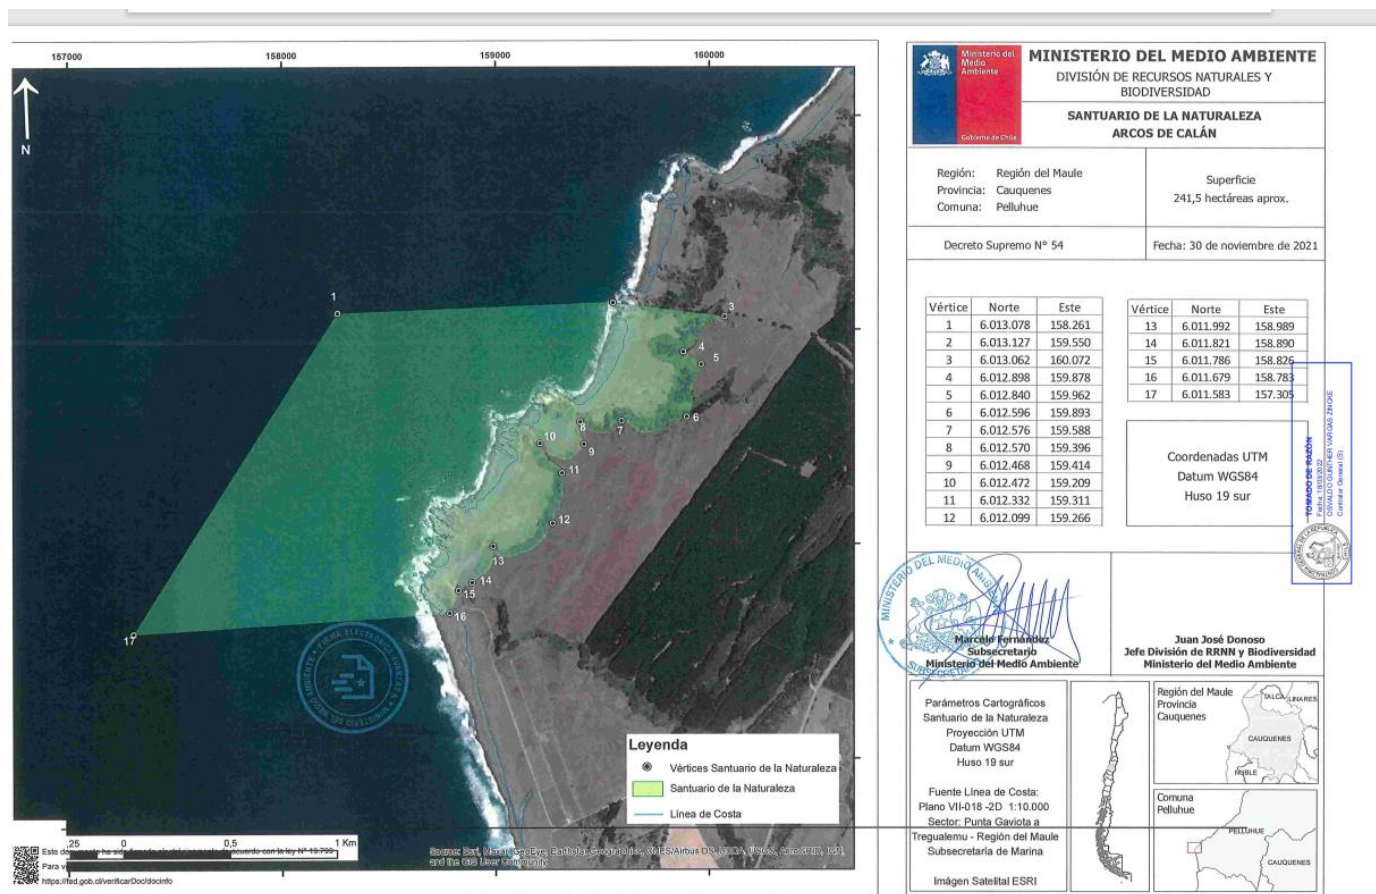 157000
158000
159000
160000
N
1
3
4
5
6
7
8
9
10
11
12
13
14
15
16
17
Leyenda
Vértices Santuario de la Naturaleza
Santuario de la Naturaleza
Línea de Costa
25
0
0,5
1 Km
Este
Para
https://fed.gob.cl/verificarDoc/docinfo
and the GIS User Community
Ministerio del
Medio
Ambiente
Gobierno de Chile
MINISTERIO DEL MEDIO AMBIENTE
DIVISIÓN DE RECURSOS NATURALES Y
BIODIVERSIDAD
SANTUARIO DE LA NATURALEZA
ARCOS DE CALÁN
Región: Región del Maule
Provincia: Cauquenes
Comuna: Pelluhue
Superficie
241,5 hectáreas aprox.
Decreto Supremo N° 54
Fecha: 30 de noviembre de 2021
Vértice Norte Este
1 6.013.078 158.261
2 6.013.127 159.550
3 6.013.062 160.072
4 6.012.898 159.878
5 6.012.840 159.962
6 6.012.596 159.893
7 6.012.576 159.588
8 6.012.570 159.396
9 6.012.468 159.414
10 6.012.472 159.209
11 6.012.332 159.311
12 6.012.099 159.266
Vértice Norte Este
13 6.011.992 158.989
14 6.011.821 158.890
15 6.011.786 158.826
16 6.011.679 158.783
17 6.011.583 157.305
Coordenadas UTM
Datum WGS84
Huso 19 sur
TOMADO DE RAZÓN
Contralor General (S)
MINISTERIO DEL MEDIO
Marcelo Fernández
Subsecretario
Ministerio del Medio Ambiente
Juan José Donoso
Jefe División de RRNN y Biodiversidad
Ministerio del Medio Ambiente
Parámetros Cartográficos
Santuario de la Naturaleza
Proyección UTM
Datum WGS84
Huso 19 sur
Fuente Línea de Costa:
Plano VII-018 -2D 1:10.000
Sector: Punta Gaviota a
Tregualemu - Región del Maule
Subsecretaría de Marina
Imágen Satelital ESRI
Región del Maule
Provincia
Cauquenes
TALCA
LINARES
CAUQUENES
ÑUBLE
Comuna
Pelluhue
PELLUHUE
CAUQUENES